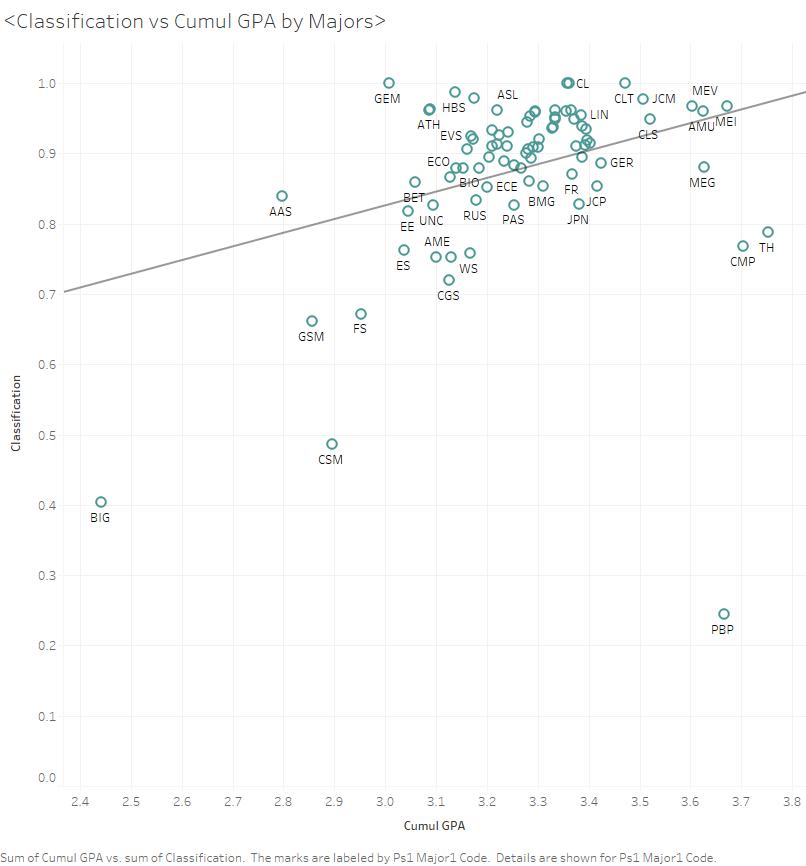 <Classification vs Cumul GPA by Majors>
1.0
GEM
CL
CLT
JCM
MEV
HBS
ASL
ATH
LIN
AMU
MEI
EVS
CLS
0.9
ECO
GER
BIO
ECE
FR
MEG
BET
BMG
JCP
AAS
UNC
RUS
PAS
JPN
0.8
EE
AME
TH
ES
WS
CMP
CGS
0.7
FS
GSM
0.6
Classification
0.5
CSM
0.4
BIG
0.3
PBP
0.2
0.1
0.0
2.4 2.5 2.6 2.7 2.8 2.9 3.0 3.1 3.2 3.3 3.4 3.5 3.6 3.7 3.8
Cumul GPA
Sum of Cumul GPA vs. sum of Classification. The marks are labeled by Ps1 Major1 Code. Details are shown for Ps1 Major1 Code.